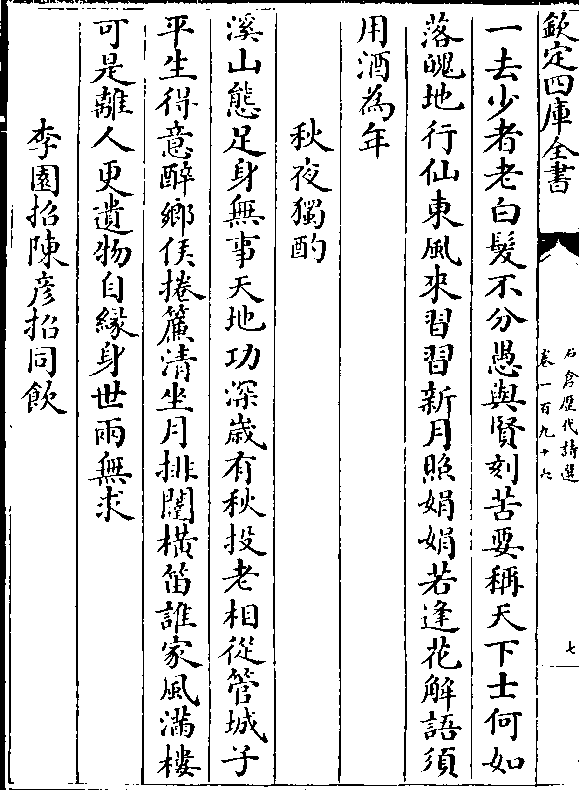 欽定四庫全書
石倉歷代詩選
卷一百九十六
七
一去少者老白髮不分愚與賢刻苦要稱天下士何如
落魄地行仙東風來習習新月照娟娟若逢花解語須
用酒為年
秋夜獨酌
溪山態足身無事天地功深歲有秋投老相從管城子
平生得意醉鄉侯捲簾清坐月排闥橫笛誰家風滿樓
可是離人更遺物自緣身世兩無求
李園招陳彥招同飲